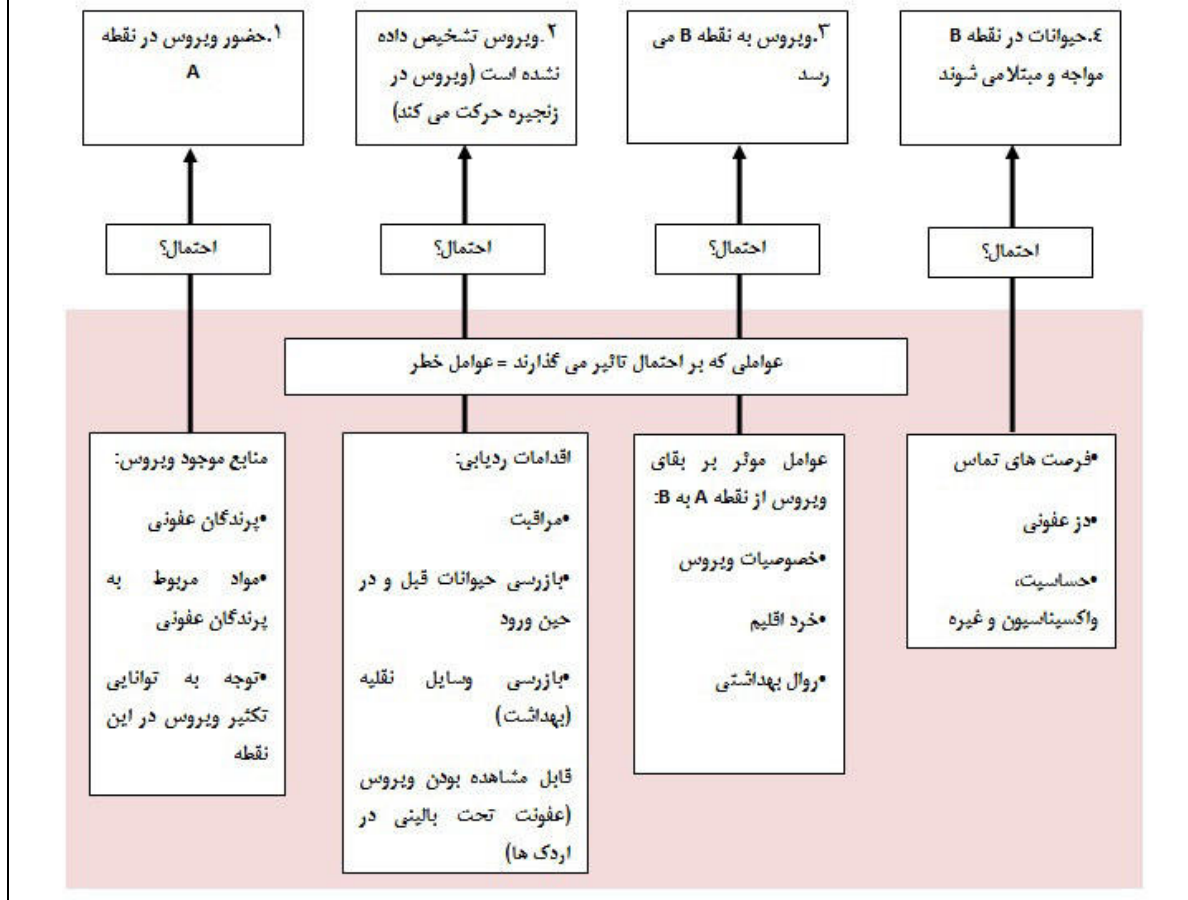 ۱.حضور ویروس در نقطه
A
۲.ویروس تشخیص داده
نشده است (ویروس در
زنجیره حرکت می کند)
۳.ویروس به نقطه B می
رسد
٤.حیوانات در نقطه B
مواجه و مبتلا می شوند
احتمال؟
احتمال؟
احتمال؟
احتمال؟
عواملی که بر احتمال تاثیر می گذارند = عوامل خطر
منابع موجود ویروس:
•پرندگان عفونی
•مواد مربوط به
پرندگان عفونی
•توجه به توانایی
تکثیر ویروس در این
نقطه
اقدامات ردیابی:
•مراقبت
•بازرسی حیوانات قبل و در
حین ورود
•بازرسی وسایل نقلیه
(بهداشت)
قابل مشاهده بودن ویروس
(عفونت تحت بالینی در
اردک ها)
عوامل موثر بر بقای
ویروس از نقطه A به B:
•خصوصیات ویروس
•خرد اقلیم
•روال بهداشتی
•فرصت های تماس
•دز عفونی
•حساسیت،
واکسیناسیون و غیره